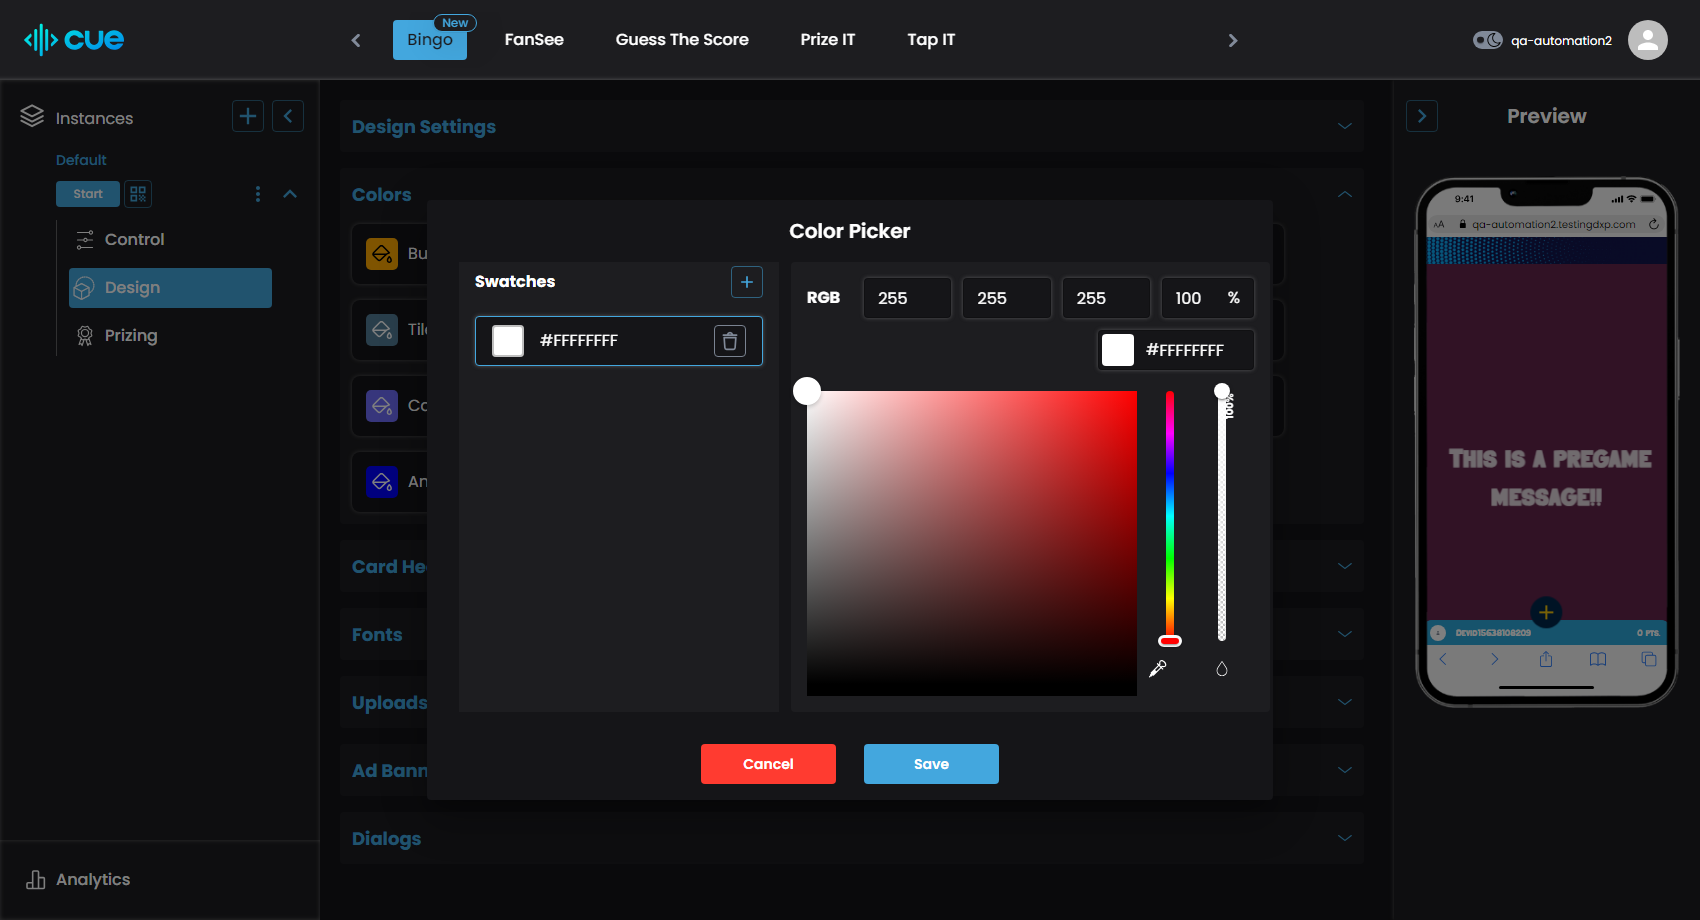 cue
Bingo
New
FanSee
Guess The Score
Prize IT
Tap IT
qa-automation2
Instances
Default
Start
Control
Design
Prizing
Analytics
Design Settings
Colors
Bu
Tile
Co
An
Card He
Fonts
Uploads
Ad Bann
Dialogs
Color Picker
Swatches
#FFFFFFFF
RGB
255
255
255
100 %
#FFFFFFFF
100%
Cancel
Save
Preview
9:41
AA
qa-automation2.testingdxp.com
THIS IS A PREGAME
MESSAGE!!
DEVID15638108209
0 PTS.